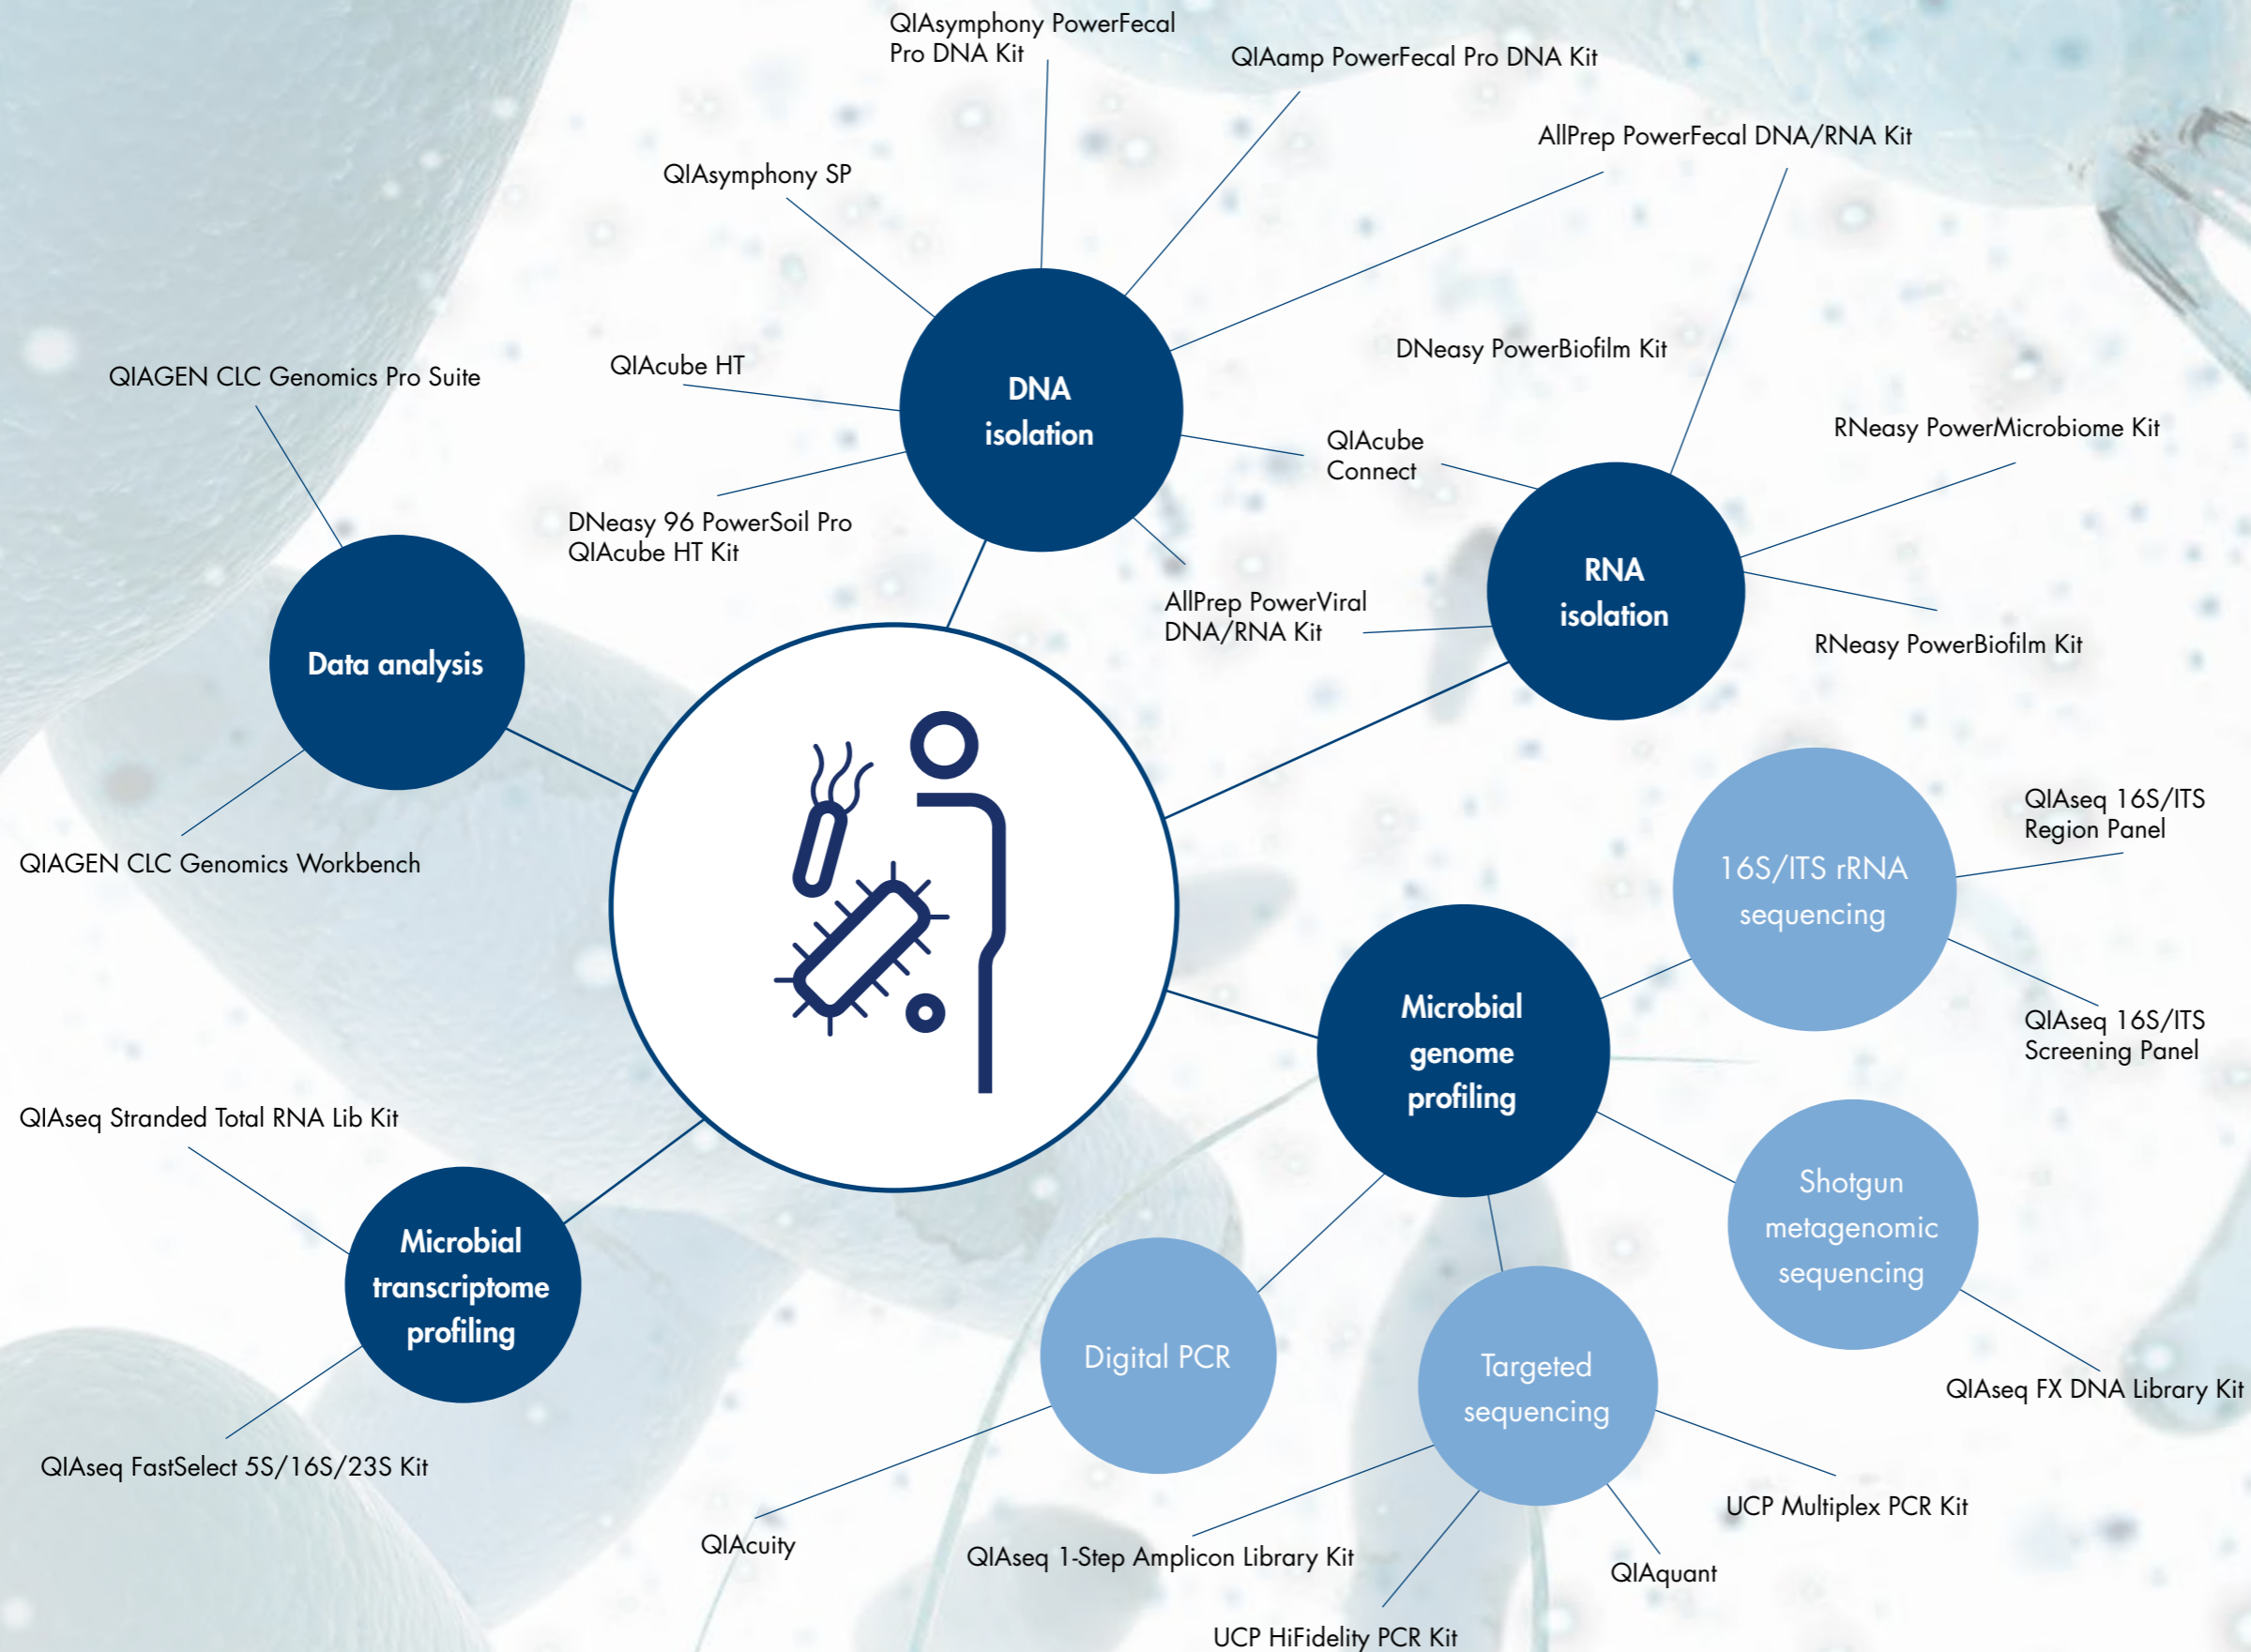 QIAsymphony PowerFecal
Pro DNA Kit
QIAamp PowerFecal Pro DNA Kit
AllPrep PowerFecal DNA/RNA Kit
QIAsymphony SP
DNeasy PowerBiofilm Kit
QIAcube HT
QIAGEN CLC Genomics Pro Suite
DNA
isolation
QIAcube
Connect
RNeasy PowerMicrobiome Kit
DNeasy 96 PowerSoil Pro
QIAcube HT Kit
AllPrep PowerViral
DNA/RNA Kit
RNA
isolation
RNeasy PowerBiofilm Kit
Data analysis
QIAGEN CLC Genomics Workbench
16S/ITS rRNA
sequencing
QIAseq 16S/ITS
Region Panel
QIAseq 16S/ITS
Screening Panel
Microbial
genome
profiling
QIAseq Stranded Total RNA Lib Kit
Shotgun
metagenomic
sequencing
Microbial
transcriptome
profiling
Digital PCR
Targeted
sequencing
QIAseq FX DNA Library Kit
QIAseq FastSelect 5S/16S/23S Kit
UCP Multiplex PCR Kit
QIAcuity
QIAseq 1-Step Amplicon Library Kit
QIAquant
UCP HiFidelity PCR Kit